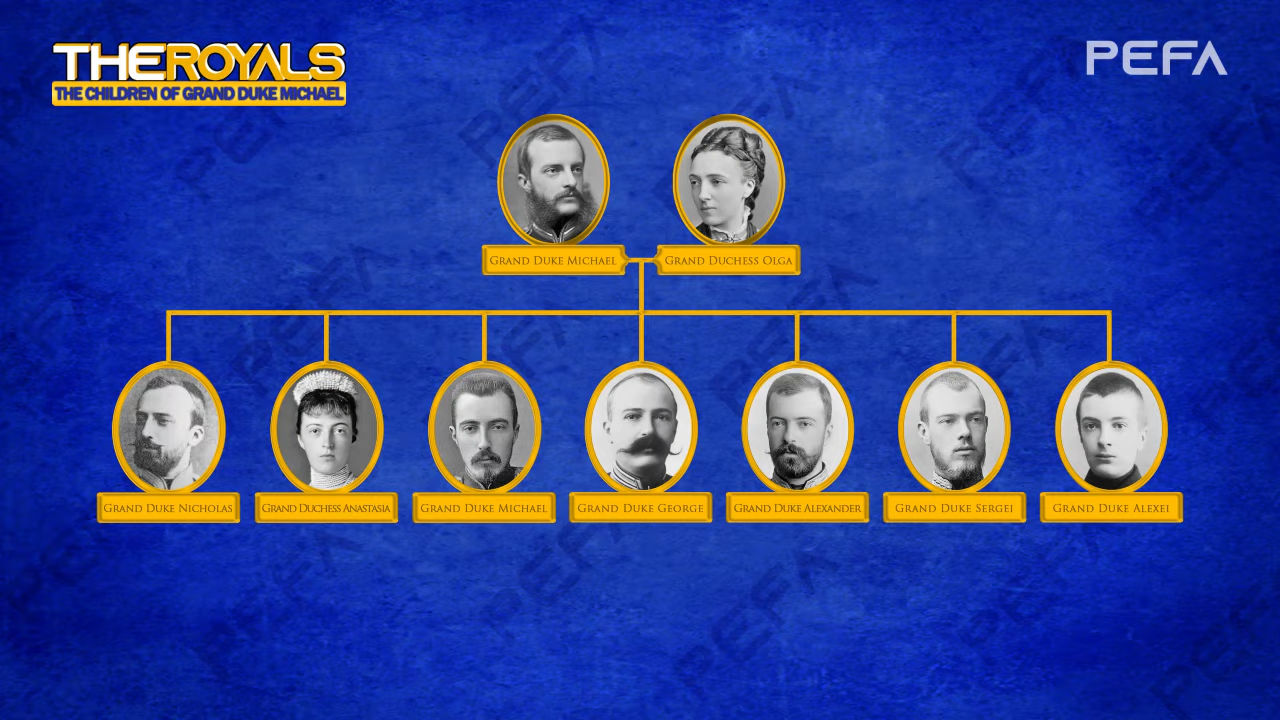 THEROYALS
THE CHILDREN OF GRAND DUKE MICHAEL
PEFA
GRAND DUKE MICHAEL
GRAND DUCHESS OLGA
GRAND DUKE NICHOLAS
GRAND DUCHESS ANASTASIA
GRAND DUKE MICHAEL
GRAND DUKE GEORGE
GRAND DUKE ALEXANDER
GRAND DUKE SERGEI
GRAND DUKE ALEXEI